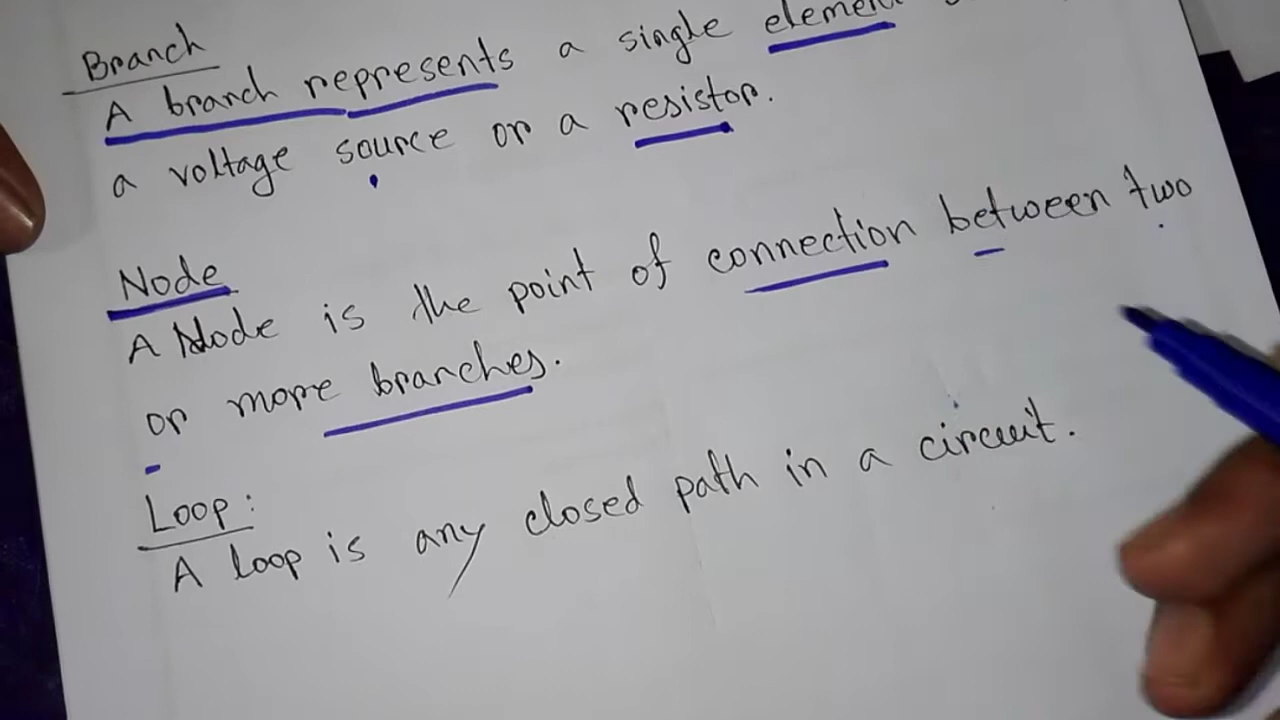 Branch
A branch represents a single element
a voltage source or a resistor.
Node
A Node is the point of connection between two
or more branches.
Loop:
A loop is any closed path in a circuit.